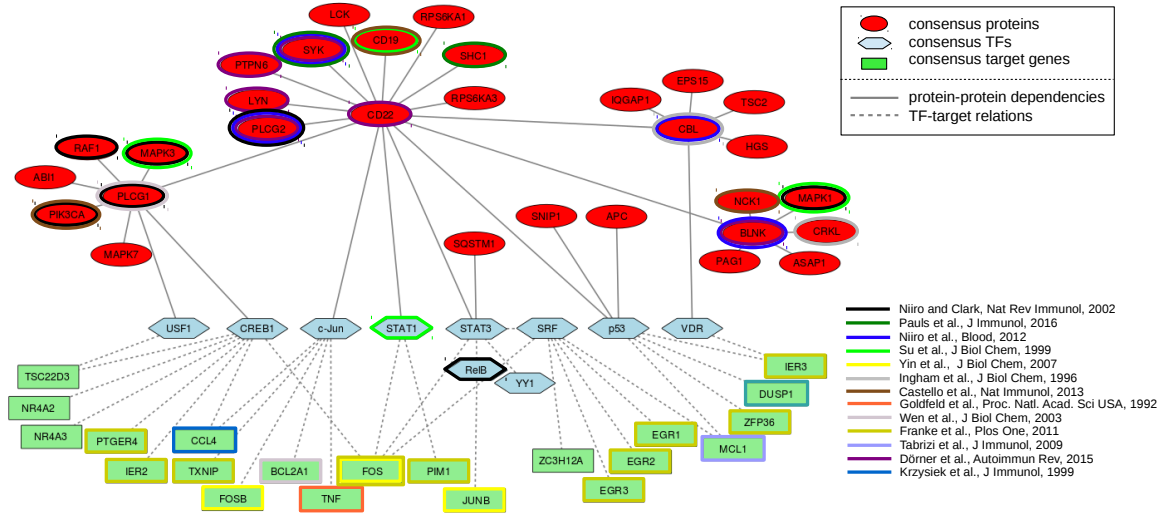 LCK
RPS6KA1
SYK
CD19
SHC1
PTPN6
LYN
RPS6KA3
PLCG2
CD22
EPS15
IQGAP1
TSC2
CBL
HGS
RAF1
MAPK3
ABI1
PLCG1
PIK3CA
MAPK7
NCK1
MAPK1
BLNK
CRKL
PAG1
ASAP1
SNIP1
APC
SQSTM1
USF1
CREB1
c-Jun
STAT1
STAT3
SRF
p53
VDR
RelB
YY1
TSC22D3
NR4A2
NR4A3
PTGER4
CCL4
IER2
TXNIP
BCL2A1
FOS
PIM1
FOSB
TNF
JUNB
ZC3H12A
EGR1
EGR2
EGR3
MCL1
ZFP36
DUSP1
IER3
consensus proteins
consensus TFs
consensus target genes
protein-protein dependencies
TF-target relations
Niiro and Clark, Nat Rev Immunol, 2002
Pauls et al., J Immunol, 2016
Niiro et al., Blood, 2012
Su et al., J Biol Chem, 1999
Yin et al., J Biol Chem, 2007
Ingham et al., J Biol Chem, 1996
Castello et al., Nat Immunol, 2013
Goldfeld et al., Proc. Natl. Acad. Sci USA, 1992
Wen et al., J Biol Chem, 2003
Franke et al., Plos One, 2011
Tabrizi et al., J Immunol, 2009
Dörner et al., Autoimmun Rev, 2015
Krzysiek et al., J Immunol, 1999